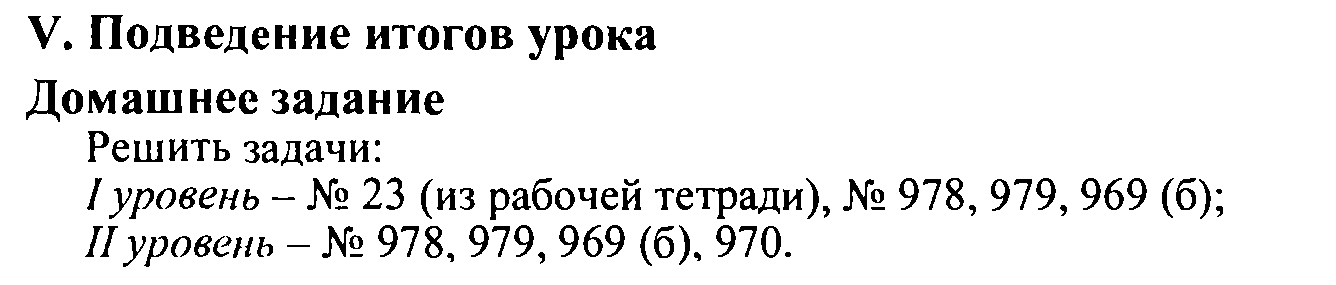 V. Подведение итогов урока
Домашнее задание
Решить задачи:
I уровень – № 23 (из рабочей тетради), № 978, 979, 969 (б);
II уровень – № 978, 979, 969 (б), 970.